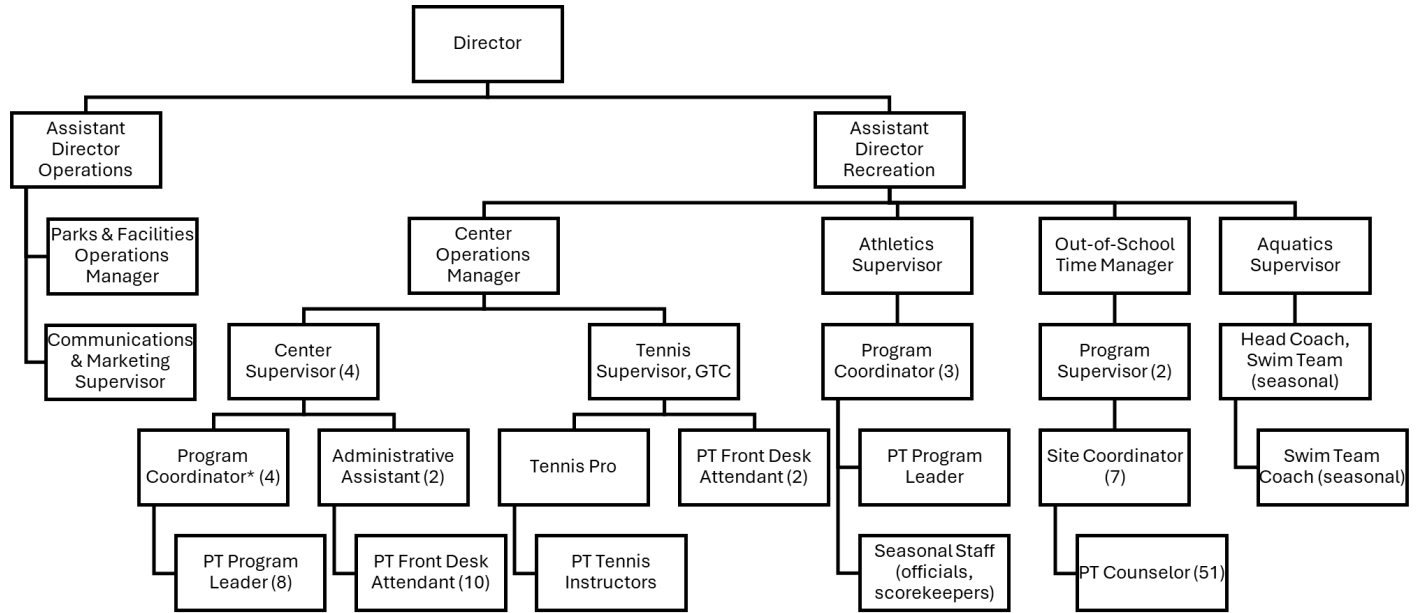 Director
Assistant
Director
Operations
Assistant
Director
Recreation
Parks & Facilities
Operations
Manager
Communications
& Marketing
Supervisor
Center
Operations
Manager
Athletics
Supervisor
Out-of-School
Time Manager
Aquatics
Supervisor
Center
Supervisor (4)
Tennis
Supervisor, GTC
Program
Coordinator (3)
Program
Supervisor (2)
Head Coach,
Swim Team
(seasonal)
Program
Coordinator* (4)
Administrative
Assistant (2)
Tennis Pro
PT Front Desk
Attendant (2)
PT Program
Leader
Site Coordinator
(7)
Swim Team
Coach (seasonal)
PT Program
Leader (8)
PT Front Desk
Attendant (10)
PT Tennis
Instructors
Seasonal Staff
(officials,
scorekeepers)
PT Counselor (51)